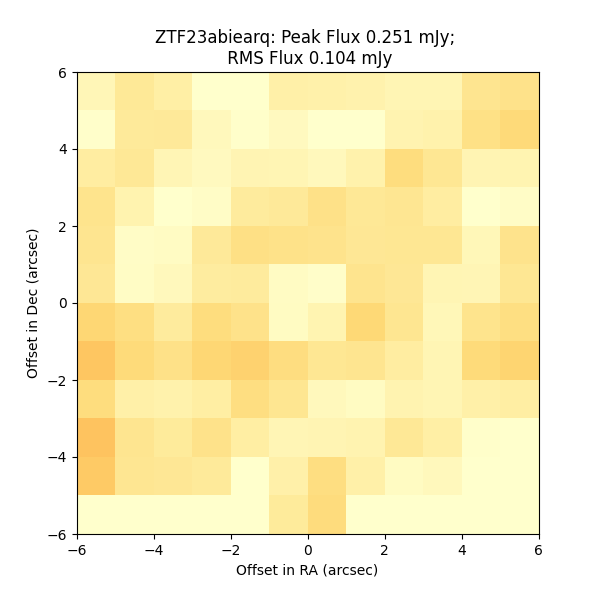 ZTF23abiearq: Peak Flux 0.251 mJy;
RMS Flux 0.104 mJy
6
4
2
0
−2
−4
−6
Offset in Dec (arcsec)
−6 −4 −2 0 2 4 6
Offset in RA (arcsec)